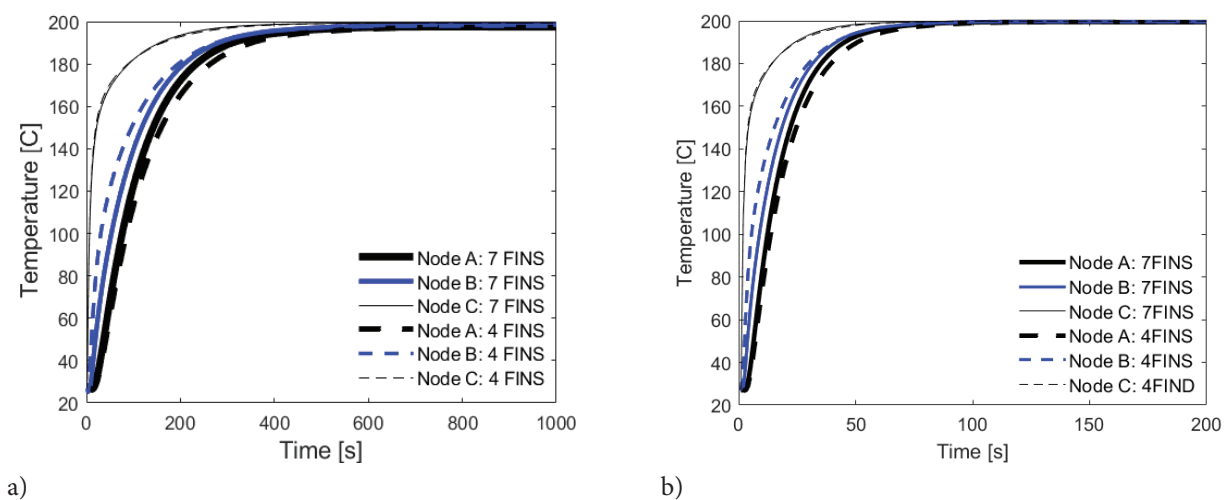 200
180
160
140
120
100
80
60
40
20
Temperature [C]
Node A: 7 FINS
Node B: 7 FINS
Node C: 7 FINS
Node A: 4 FINS
Node B: 4 FINS
Node C: 4 FINS
0 200 400 600 800 1000
Time [s]
a)
200
180
160
140
120
100
80
60
40
20
Temperature [C]
Node A: 7FINS
Node B: 7FINS
Node C: 7FINS
Node A: 4FINS
Node B: 4FINS
Node C: 4FIND
0 50 100 150 200
Time [s]
b)